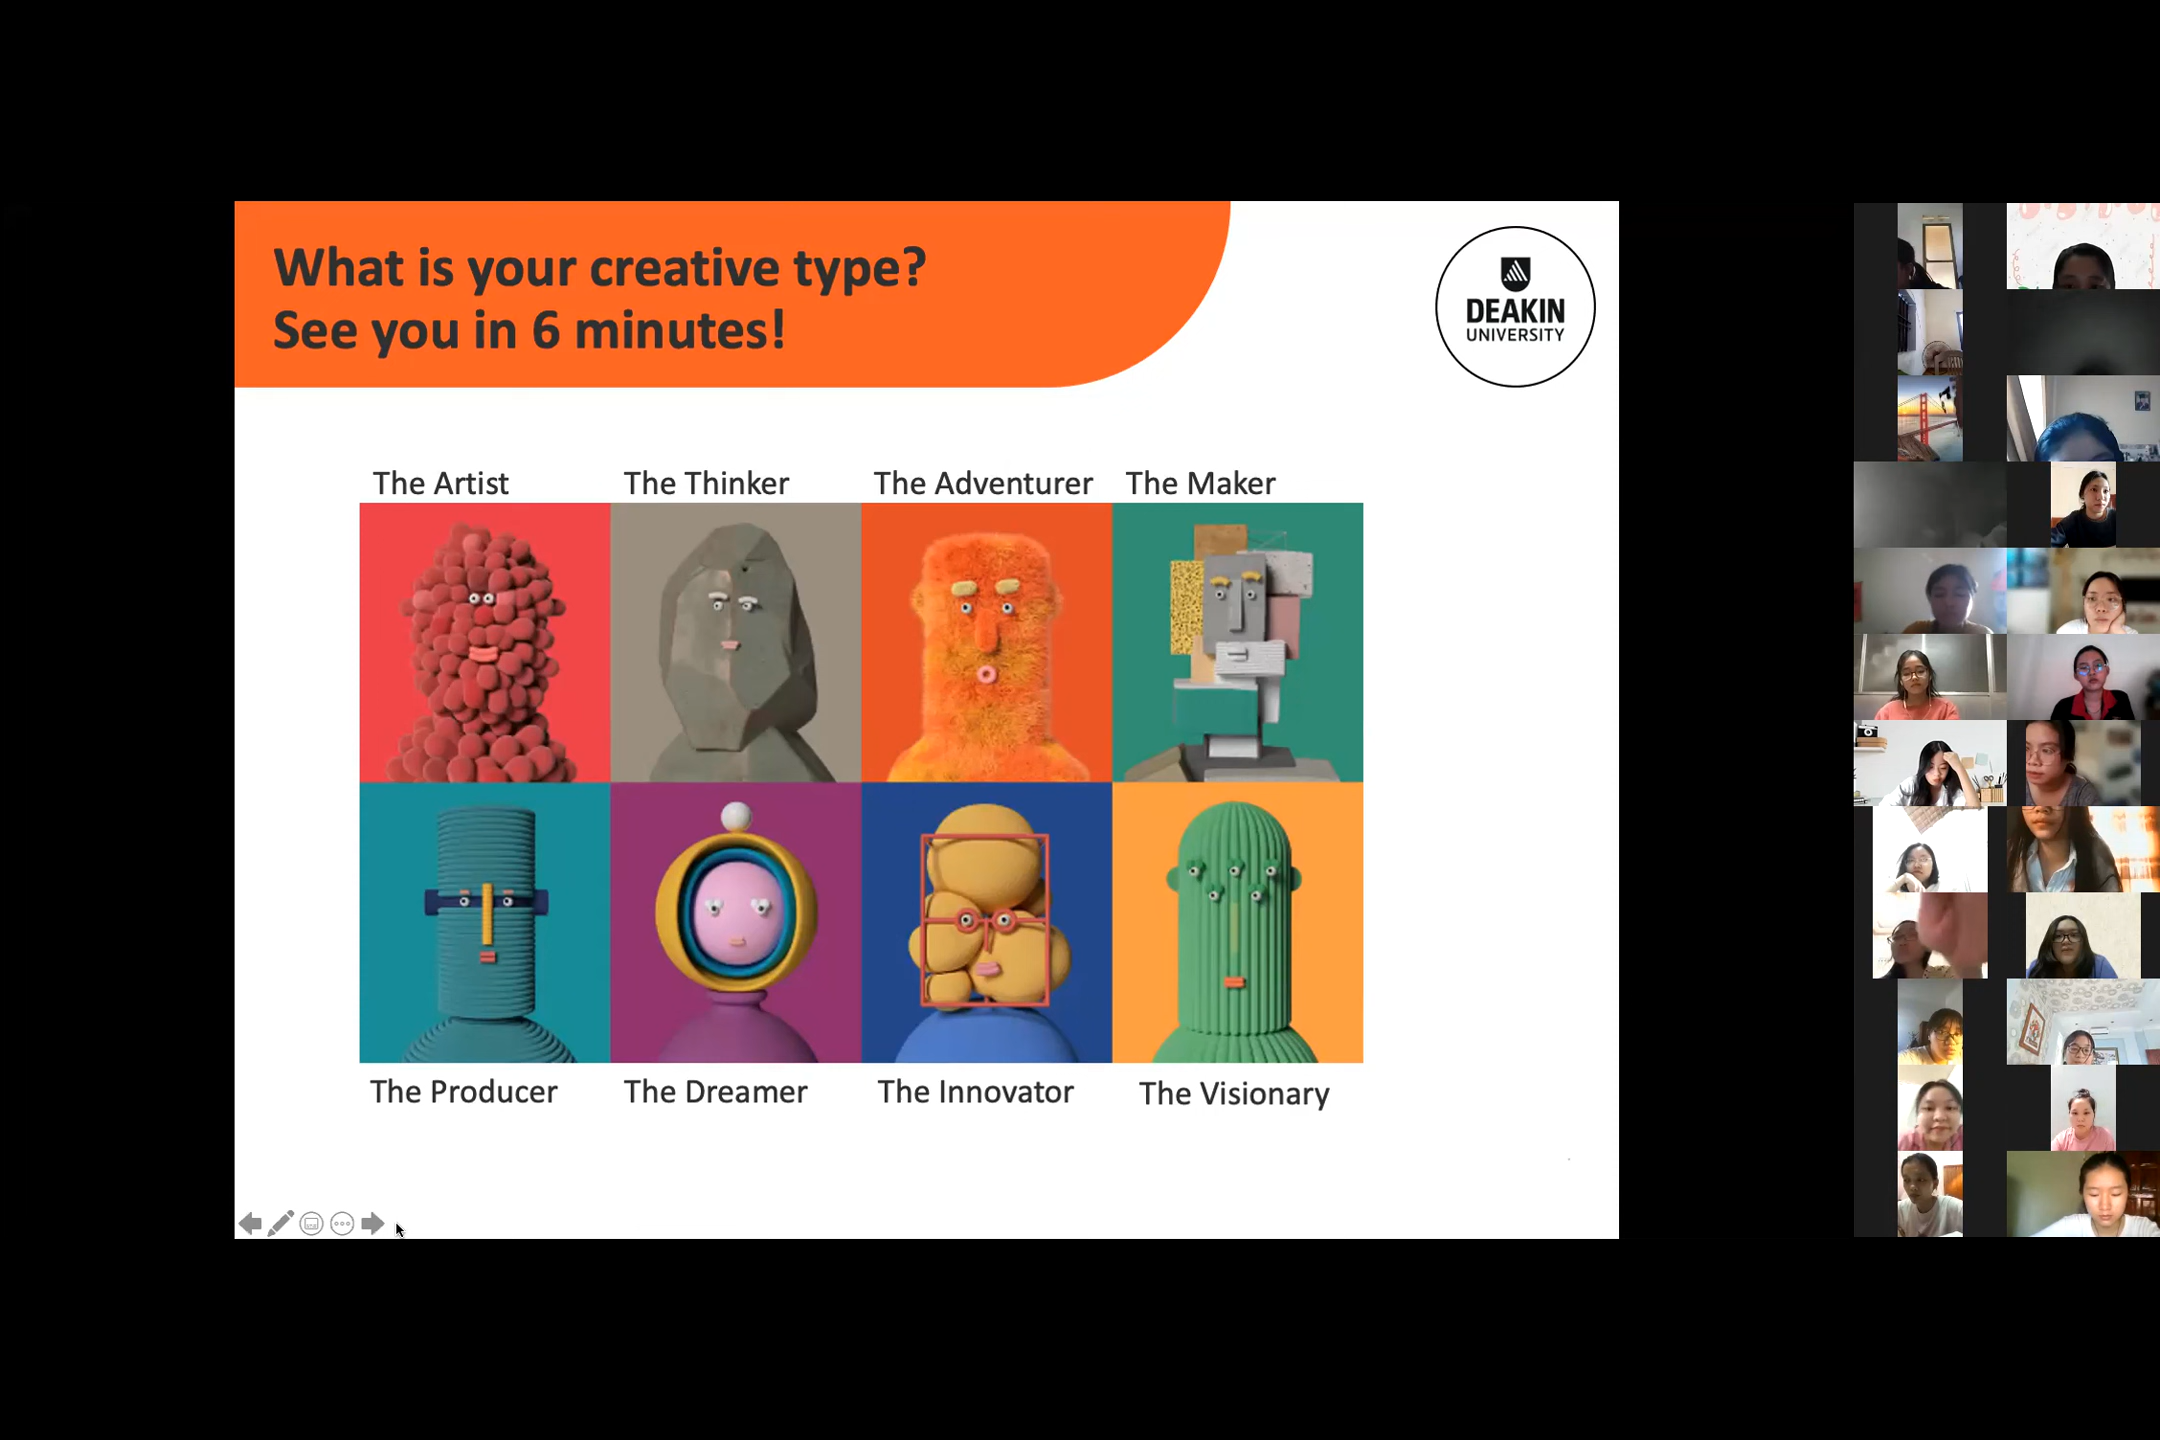 What is your creative type?
See you in 6 minutes!
DEAKIN
UNIVERSITY
The Artist
The Thinker
The Adventurer
The Maker
The Producer
The Dreamer
The Innovator
The Visionary